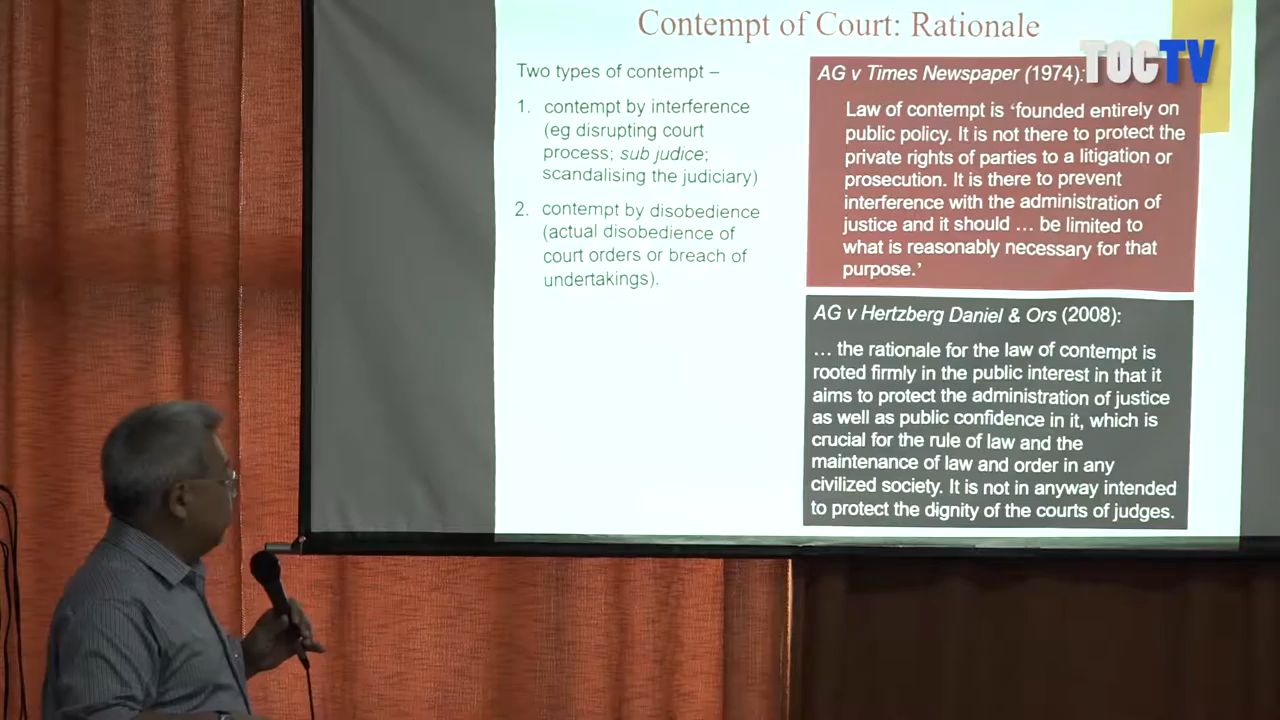 Contempt of Court: Rationale
TOCTV
Two types of contempt –
1. contempt by interference
(eg disrupting court
process; sub judice;
scandalising the judiciary)
2. contempt by disobedience
(actual disobedience of
court orders or breach of
undertakings).
AG v Times Newspaper (1974):
Law of contempt is ‘founded entirely on
public policy. It is not there to protect the
private rights of parties to a litigation or
prosecution. It is there to prevent
interference with the administration of
justice and it should … be limited to
what is reasonably necessary for that
purpose.’
AG v Hertzberg Daniel & Ors (2008):
… the rationale for the law of contempt is
rooted firmly in the public interest in that it
aims to protect the administration of justice
as well as public confidence in it, which is
crucial for the rule of law and the
maintenance of law and order in any
civilized society. It is not in anyway intended
to protect the dignity of the courts of judges.